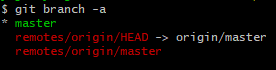 $ git branch -a
* master
  remotes/origin/HEAD -> origin/master
  remotes/origin/master